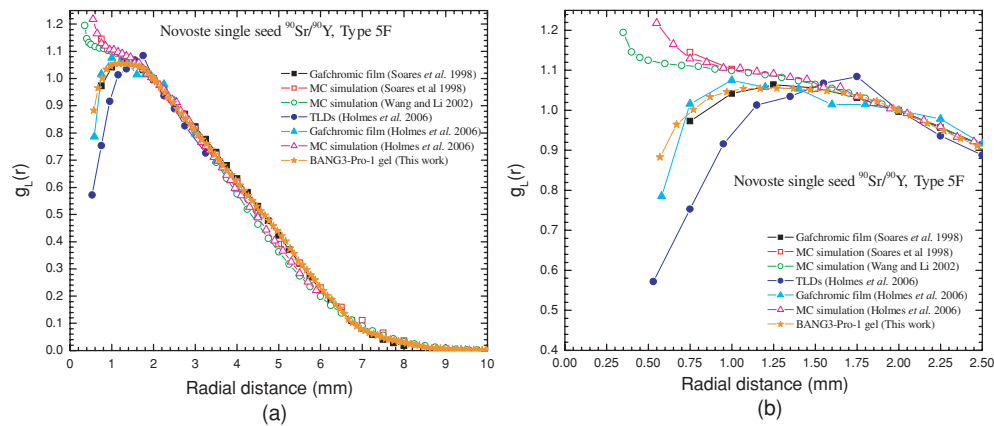 Novoste single seed ⁹⁰Sr/⁹⁰Y, Type 5F
Gafchromic film (Soares et al. 1998)
MC simulation (Soares et al 1998)
MC simulation (Wang and Li 2002)
TLDs (Holmes et al. 2006)
Gafchromic film (Holmes et al. 2006)
MC simulation (Holmes et al. 2006)
BANG3-Pro-1 gel (This work)
g_L(r)
1.2
1.1
1.0
0.9
0.8
0.7
0.6
0.5
0.4
0.3
0.2
0.1
0.0
0 1 2 3 4 5 6 7 8 9 10
Radial distance (mm)
(a)
g_L(r)
1.2
1.1
1.0
0.9
0.8
0.7
0.6
0.5
0.4
Novoste single seed ⁹⁰Sr/⁹⁰Y, Type 5F
Gafchromic film (Soares et al. 1998)
MC simulation (Soares et al 1998)
MC simulation (Wang and Li 2002)
TLDs (Holmes et al. 2006)
Gafchromic film (Holmes et al. 2006)
MC simulation (Holmes et al. 2006)
BANG3-Pro-1 gel (This work)
0.00 0.25 0.50 0.75 1.00 1.25 1.50 1.75 2.00 2.25 2.50
Radial distance (mm)
(b)